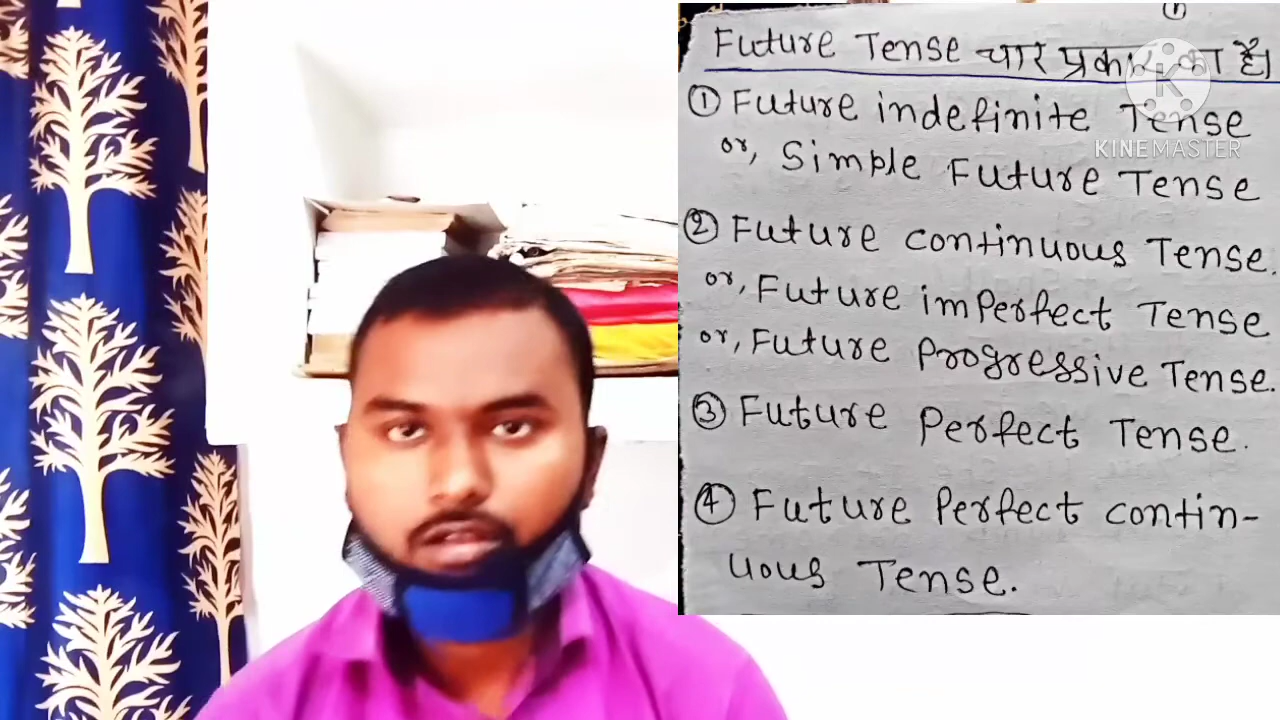 ①
Future Tense चार प्रकार का है।
① Future indefinite Tense
or, Simple Future Tense
② Future continuous Tense.
or, Future imperfect Tense
or, Future Progressive Tense.
③ Future Perfect Tense.
④ Future Perfect contin-
uous Tense.
K
KINEMASTER